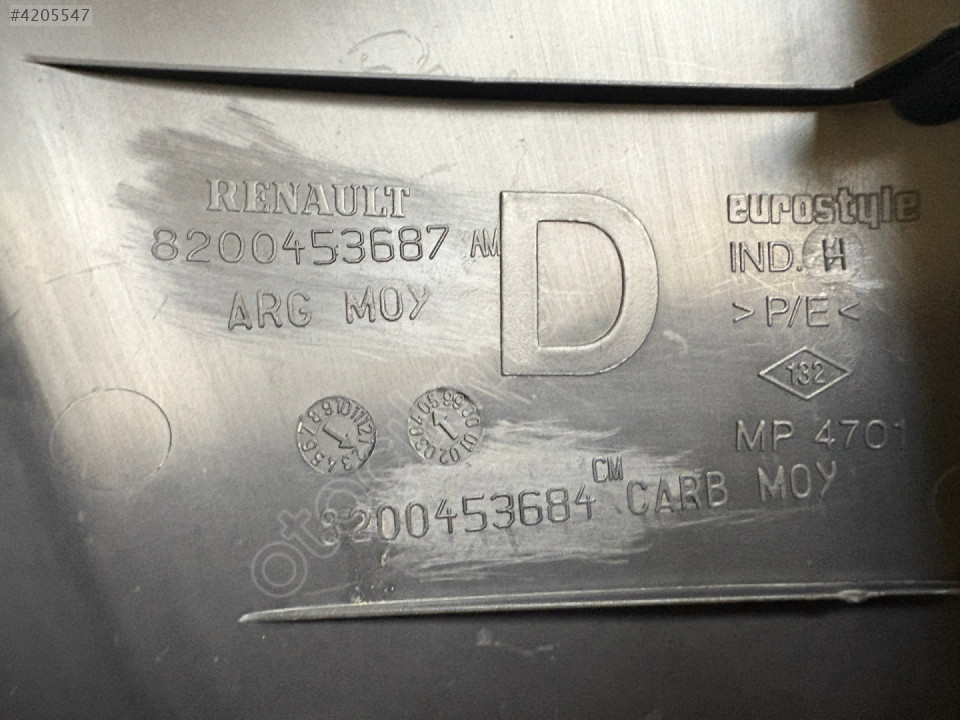 #4205547
RENAULT
8200453687 AM
ARG MOY
D
eurostyle
IND. H
>P/E<
132
MP 4701
8200453684 CM CARB MOY